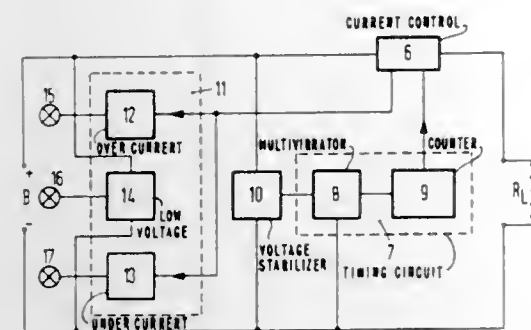 CURRENT CONTROL
6
15
12
11
OVER CURRENT
MULTIVIBRATOR
COUNTER
+
B
-
16
14
LOW VOLTAGE
10
8
9
R L
VOLTAGE STABILIZER
7
TIMING CIRCUIT
17
13
UNDER CURRENT